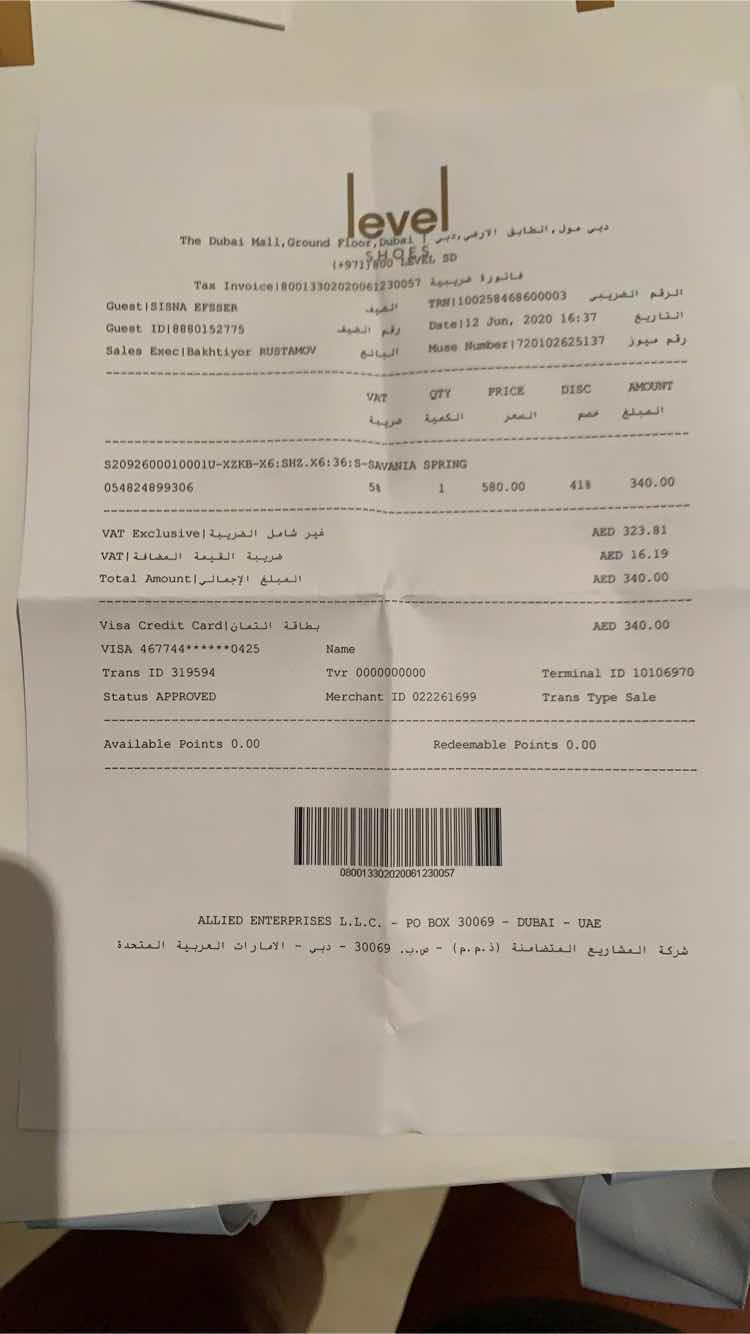 level
SHOES
The Dubai Mall,Ground Floor,Dubai | دبي مول,الطابق الارضي,دبي
(+971)800 LEVEL SD
Tax Invoice|80013302020061230057 فاتورة ضريبية
Guest|SISNA EFSSER الضيف TRN|100258468600003 الرقم الضريبي
Guest ID|8880152775 رقم الضيف Date|12 Jun, 2020 16:37 التاريخ
Sales Exec|Bakhtiyor RUSTAMOV البائع Muse Number|720102625137 رقم ميوز
VAT QTY PRICE DISC AMOUNT
ضريبة الكمية السعر خصم المبلغ
S2092600010001U-XZKB-X6:SHZ.X6:36:S-SAVANIA SPRING
054824899306 5% 1 580.00 41% 340.00
VAT Exclusive|غير شامل الضريبة AED 323.81
VAT|ضريبة القيمة المضافة AED 16.19
Total Amount|المبلغ الإجمالي AED 340.00
Visa Credit Card|بطاقة ائتمان AED 340.00
VISA 467744******0425 Name
Trans ID 319594 Tvr 0000000000 Terminal ID 10106970
Status APPROVED Merchant ID 022261699 Trans Type Sale
Available Points 0.00 Redeemable Points 0.00
080013302020061230057
ALLIED ENTERPRISES L.L.C. - PO BOX 30069 - DUBAI - UAE
شركة المشاريع المتضامنة (ذ.م.م) - ص.ب. 30069 - دبي - الامارات العربية المتحدة